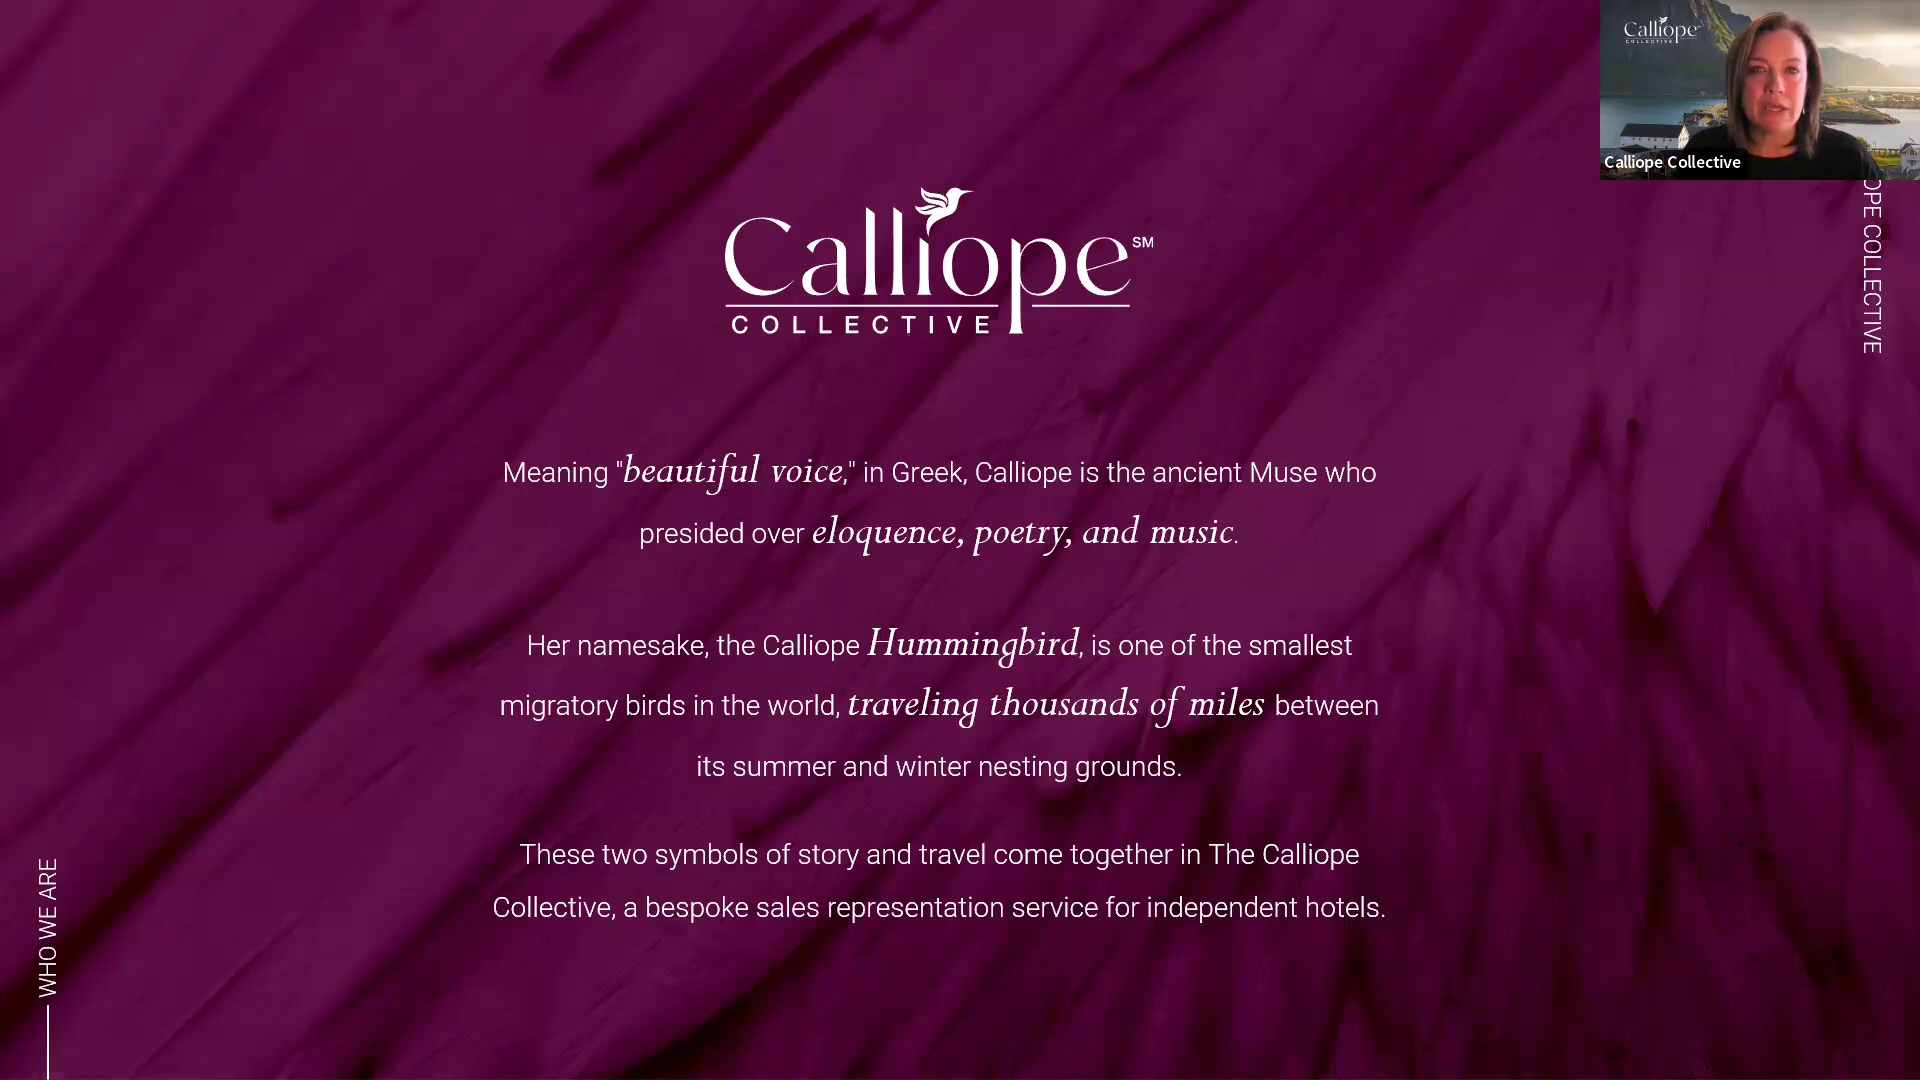 Calliope
COLLECTIVE
Calliope Collective
OPE COLLECTIVE
Calliope SM
COLLECTIVE
Meaning "beautiful voice," in Greek, Calliope is the ancient Muse who
presided over eloquence, poetry, and music.
Her namesake, the Calliope Hummingbird, is one of the smallest
migratory birds in the world, traveling thousands of miles between
its summer and winter nesting grounds.
These two symbols of story and travel come together in The Calliope
Collective, a bespoke sales representation service for independent hotels.
WHO WE ARE